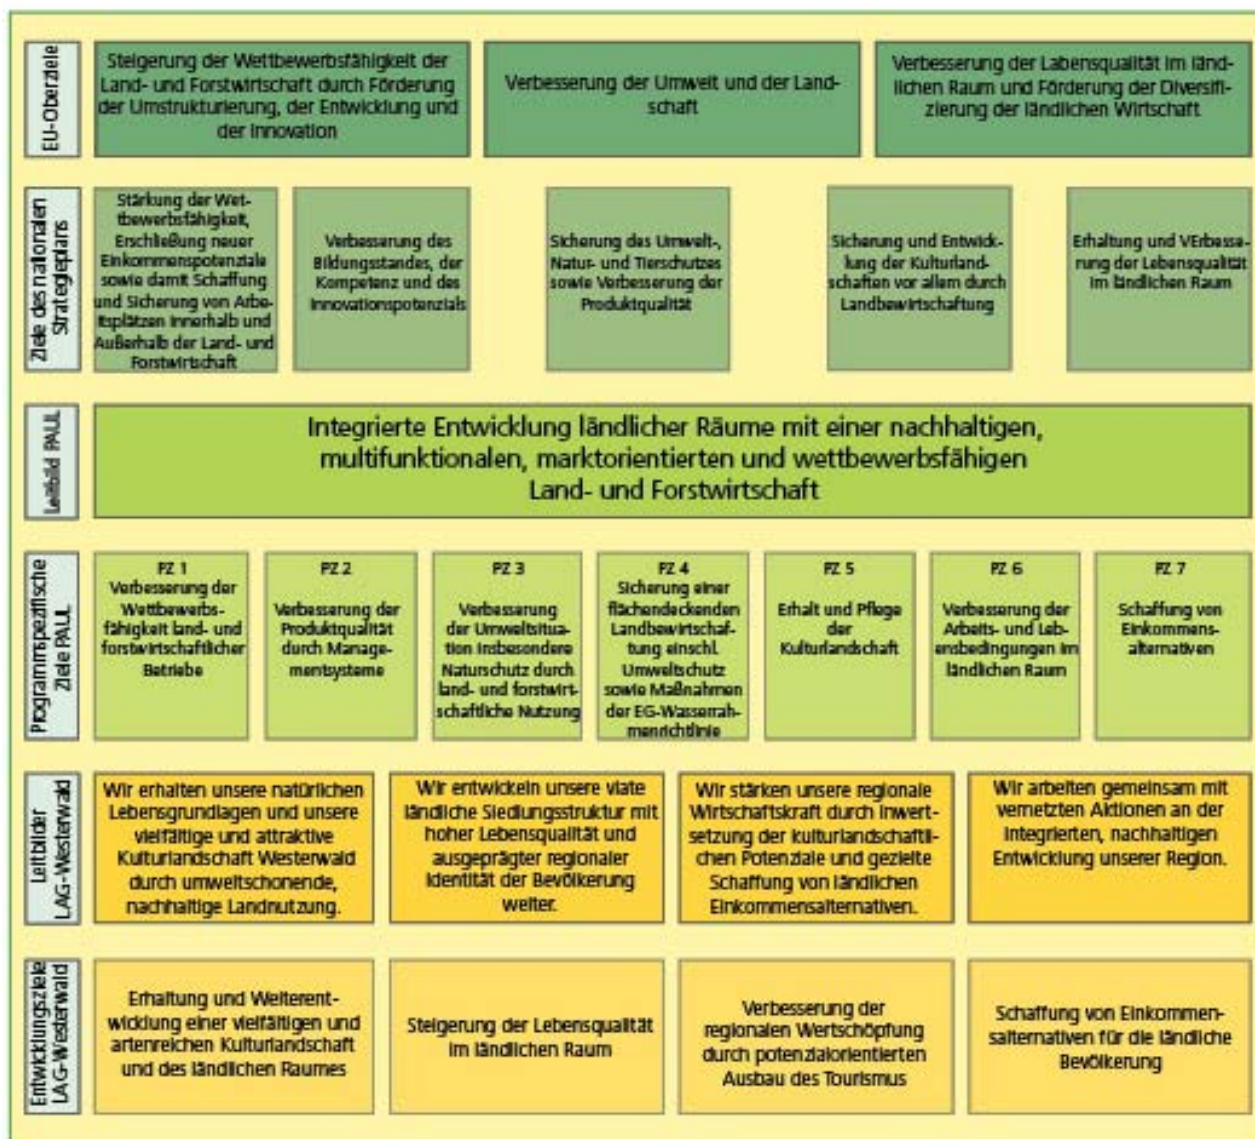 EU-Oberziele
Steigerung der Wettbewerbsfähigkeit der
Land- und Forstwirtschaft durch Förderung
der Umstrukturierung, der Entwicklung und
der Innovation
Verbesserung der Umwelt und der Land-
schaft
Verbesserung der Labensqualität im länd-
lichen Raum und Förderung der Diversifi-
zierung der ländlichen Wirtschaft
Ziele des nationalen
Strategieplans
Stärkung der Wet-
tbewerbsfähigkeit,
Erschließung neuer
Einkommenspotenziale
sowie damit Schaffung
und Sicherung von Arbe-
itsplätzen innerhalb und
Außerhalb der Land- und
Forstwirtschaft
Verbesserung des
Bildungsstandes, der
Kompetenz und des
Innovationspotenzials
Sicherung des Umwelt-,
Natur- und Tierschutzes
sowie Verbesserung der
Produktqualität
Sicherung und Entwick-
lung der Kulturland-
schaften vor allem durch
Landbewirtschaftung
Erhaltung und VErbesse-
rung der Lebensqualität
im ländlichen Raum
Leitbild PAUL
Integrierte Entwicklung ländlicher Räume mit einer nachhaltigen,
multifunktionalen, marktorientierten und wettbewerbsfähigen
Land- und Forstwirtschaft
Programmspezifische
Ziele PAUL
PZ 1
Verbesserung der
Wettbewerbs-
fähigkeit land- und
forstwirtschaftlicher
Betriebe
PZ 2
Verbesserung der
Produktqualität
durch Manage-
mentsysteme
PZ 3
Verbesserung
der Umweltsitua-
tion insbesondere
Naturschutz durch
land- und forstwirt-
schaftliche Nutzung
PZ 4
Sicherung einer
flächendeckenden
Landbewirtschaf-
tung einschl.
Umweltschutz
sowie Maßnahmen
der EG-Wasserrah-
menrichtlinie
PZ 5
Erhalt und Pflege
der
Kulturlandschaft
PZ 6
Verbesserung der
Arbeits- und Leb-
ensbedingungen im
ländlichen Raum
PZ 7
Schaffung von
Einkommens-
alternativen
Leitbilder
LAG-Westerwald
Wir erhalten unsere natürlichen
Lebensgrundlagen und unsere
vielfältige und attraktive
Kulturlandschaft Westerwald
durch umweltschonende,
nachhaltige Landnutzung.
Wir entwickeln unsere vlate
ländliche Siedlungsstruktur mit
hoher Lebensqualität und
ausgeprägter regionaler
Identität der Bevölkerung
weiter.
Wir stärken unsere regionale
Wirtschaftskraft durch Inwert-
setzung der kulturlandschaftli-
chen Potenziale und gezielte
Schaffung von ländlichen
Einkommensalternativen.
Wir arbeiten gemeinsam mit
vernetzten Aktionen an der
integrierten, nachhaltigen
Entwicklung unserer Region.
Entwicklungsziele
LAG-Westerwald
Erhaltung und Weiterent-
wicklung einer vielfältigen und
artenreichen Kulturlandschaft
und des ländlichen Raumes
Steigerung der Lebensqualität
im ländlichen Raum
Verbesserung der
regionalen Wertschöpfung
durch potenzialorientierten
Ausbau des Tourismus
Schaffung von Einkommen-
salternativen für die ländliche
Bevölkerung